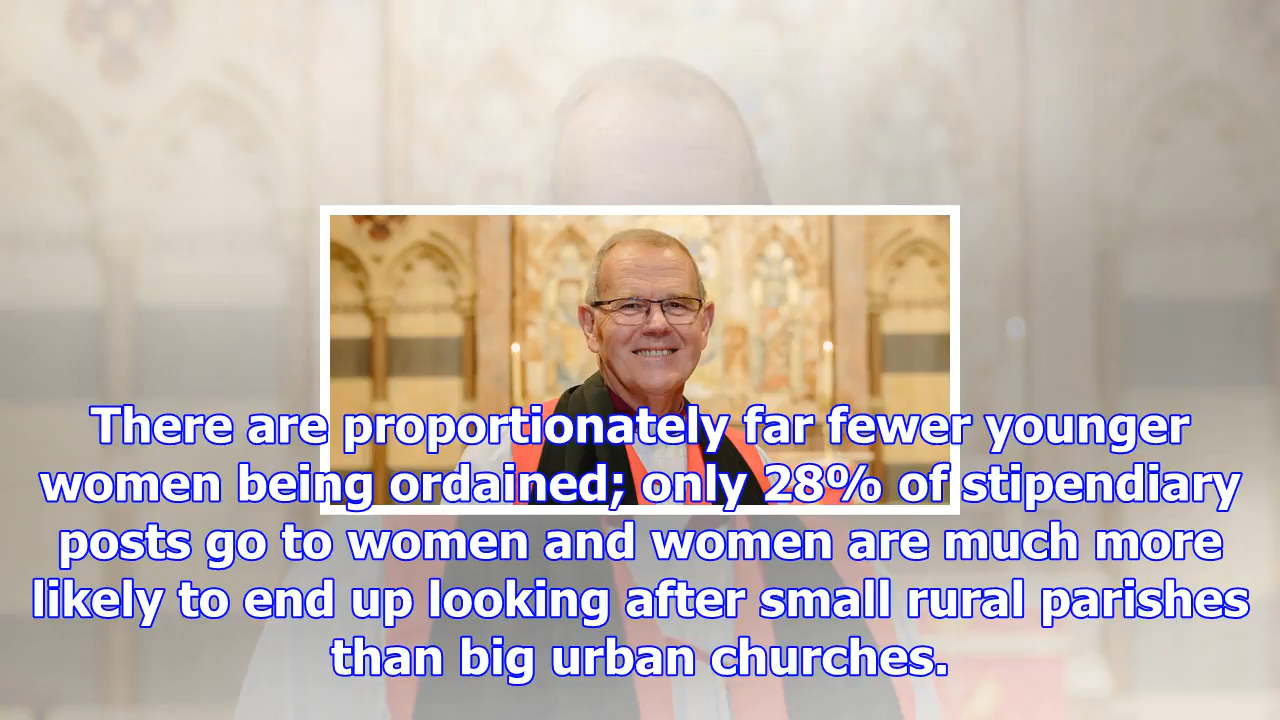 There are proportionately far fewer younger
women being ordained; only 28% of stipendiary
posts go to women and women are much more
likely to end up looking after small rural parishes
than big urban churches.